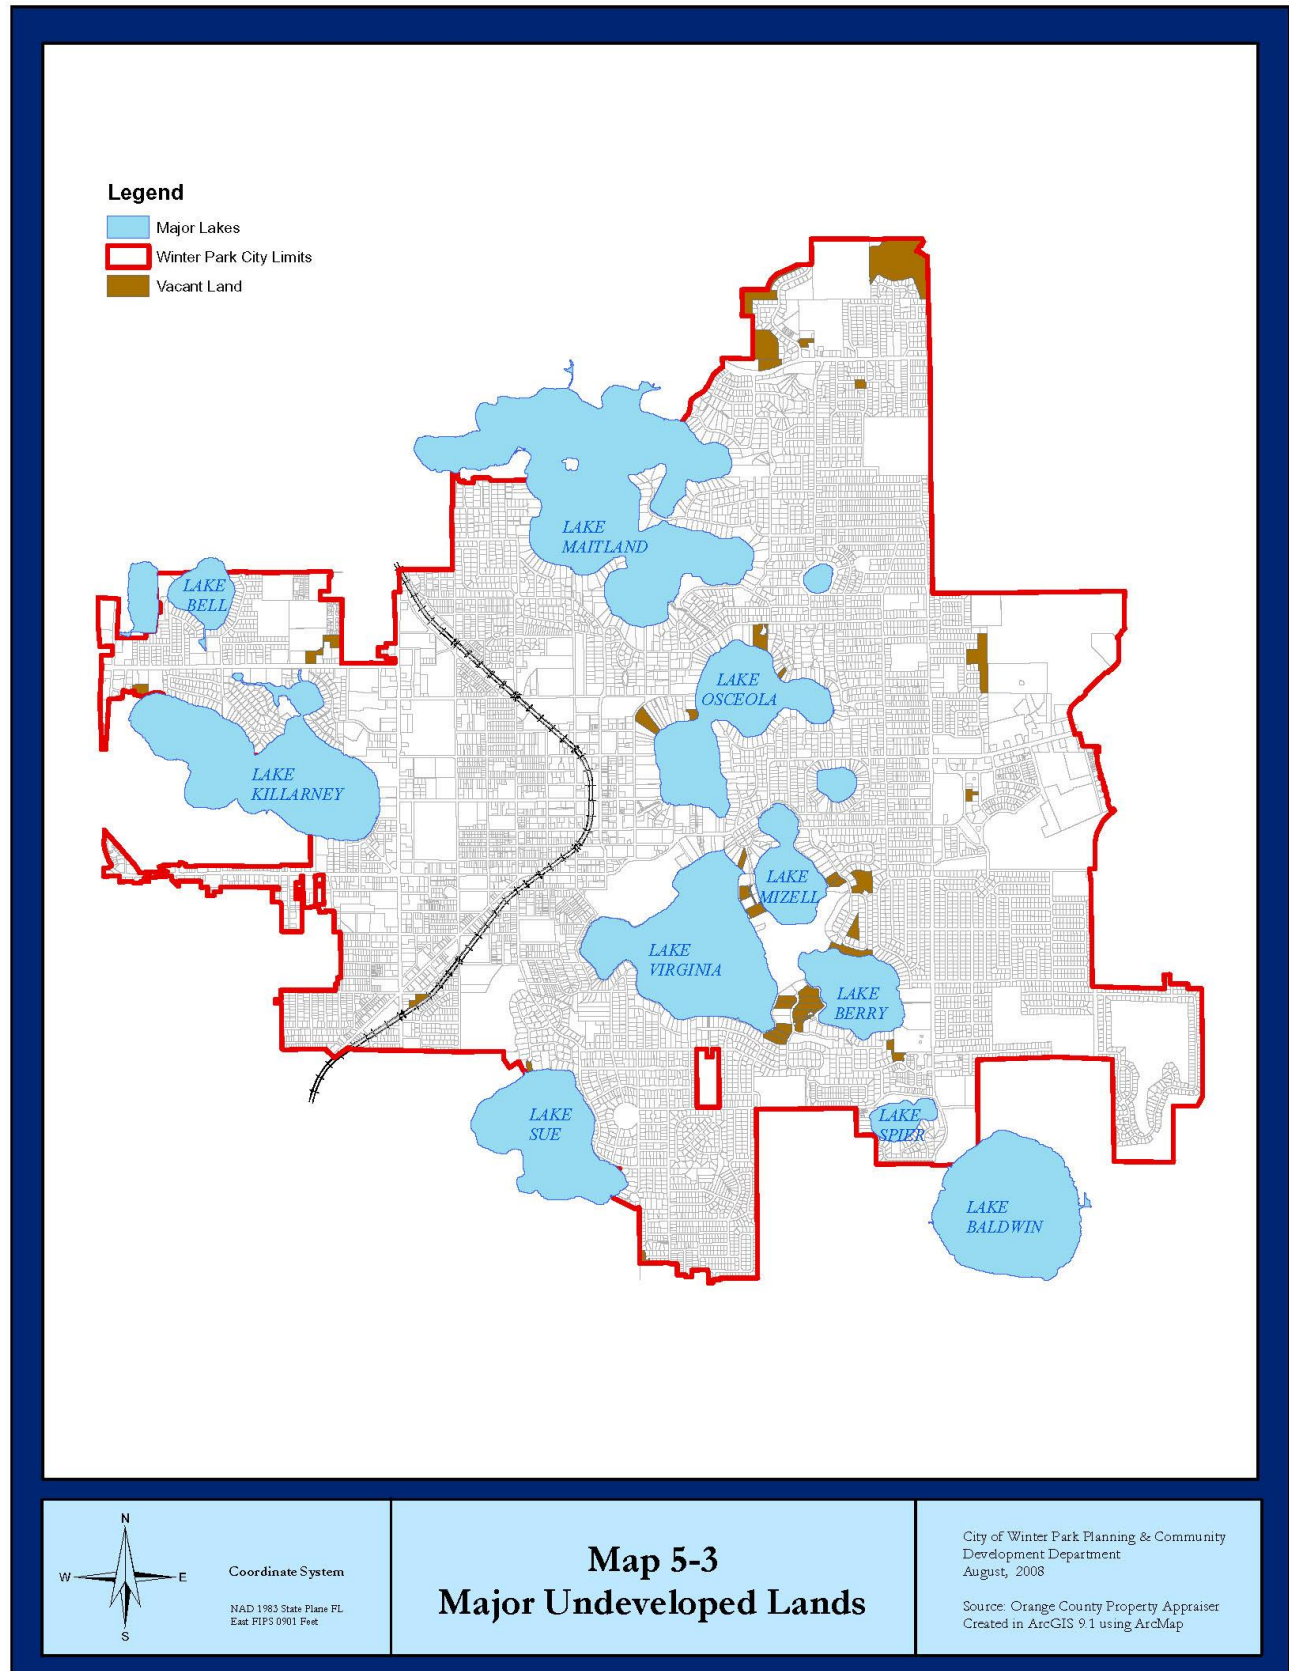 Legend
Major Lakes
Winter Park City Limits
Vacant Land
LAKE
MAITLAND
LAKE
BELL
LAKE
OSCEOLA
LAKE
KILLARNEY
LAKE
MIZELL
LAKE
VIRGINIA
LAKE
BERRY
LAKE
SUE
LAKE
SPIER
LAKE
BALDWIN
N
W
E
S
Coordinate System
NAD 1983 State Plane FL
East FIPS 0901 Feet
Map 5-3
Major Undeveloped Lands
City of Winter Park Planning & Community
Development Department
August, 2008
Source: Orange County Property Appraiser
Created in ArcGIS 9.1 using ArcMap